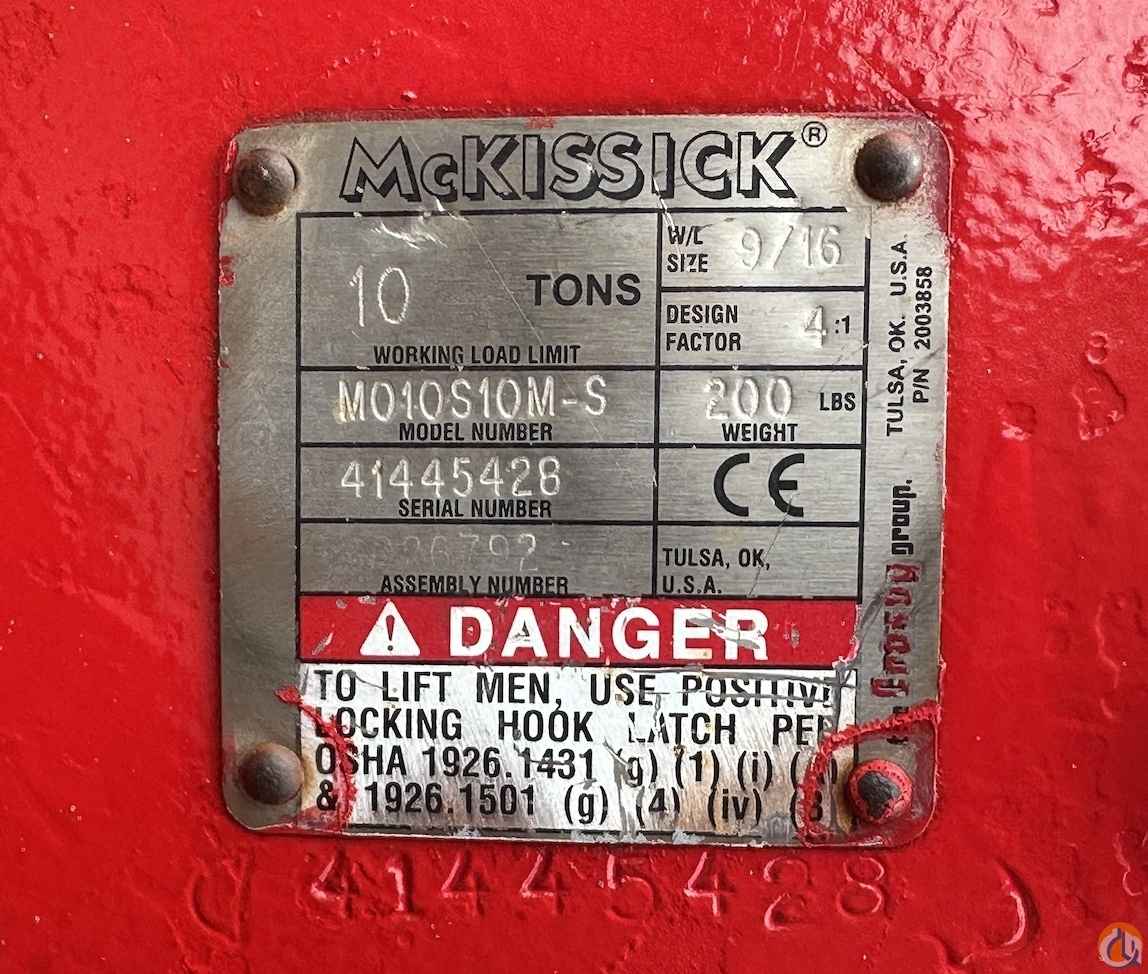 McKISSICK®
10 TONS
WORKING LOAD LIMIT
W/L SIZE 9/16
DESIGN FACTOR 4:1
M010S10M-S
MODEL NUMBER
200 LBS
WEIGHT
41445428
SERIAL NUMBER
CE
ASSEMBLY NUMBER
TULSA, OK,
U.S.A.
DANGER
TO LIFT MEN, USE POSITIVE
LOCKING HOOK LATCH PER
OSHA 1926.1431 (g) (1) (i) (A)
& 1926.1501 (g) (4) (iv) (B)
TULSA, OK. U.S.A.
P/N 2003858
Crosby group.
41445428